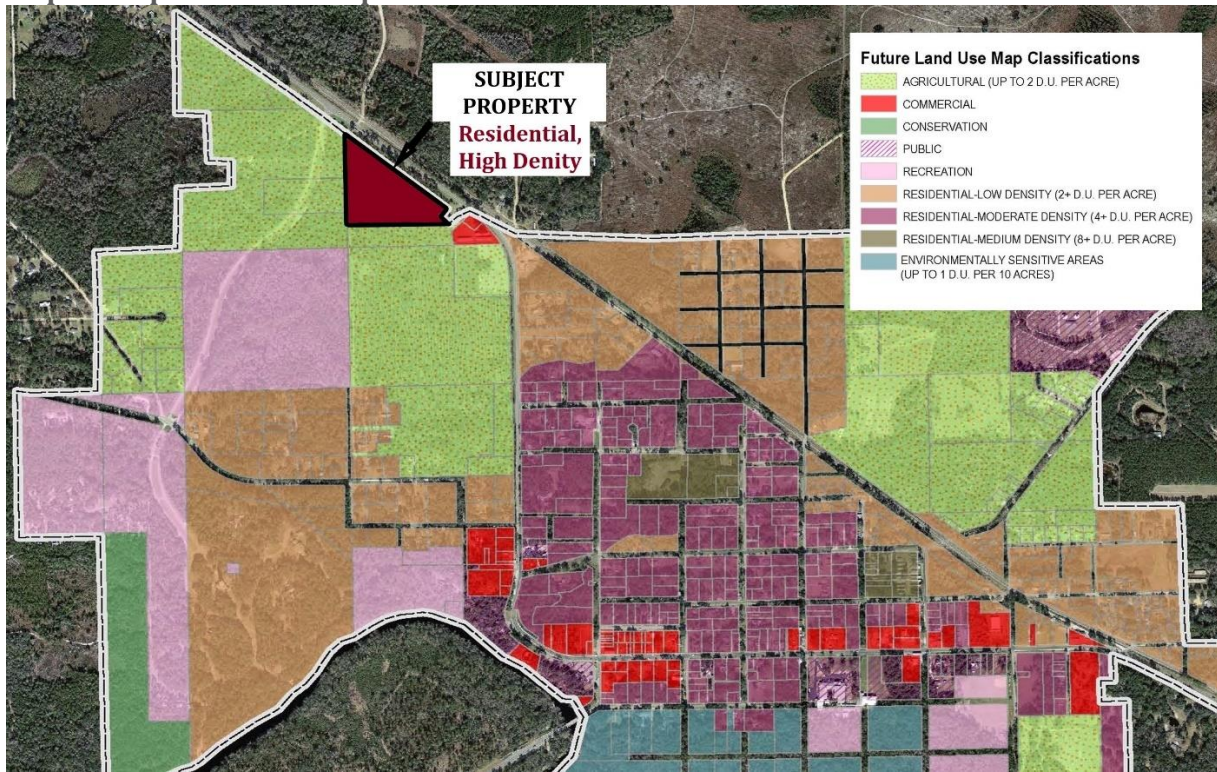 SUBJECT
PROPERTY
Residential,
High Denity
Future Land Use Map Classifications
AGRICULTURAL (UP TO 2 D.U. PER ACRE)
COMMERCIAL
CONSERVATION
PUBLIC
RECREATION
RESIDENTIAL-LOW DENSITY (2+ D.U. PER ACRE)
RESIDENTIAL-MODERATE DENSITY (4+ D.U. PER ACRE)
RESIDENTIAL-MEDIUM DENSITY (8+ D.U. PER ACRE)
ENVIRONMENTALLY SENSITIVE AREAS
(UP TO 1 D.U. PER 10 ACRES)